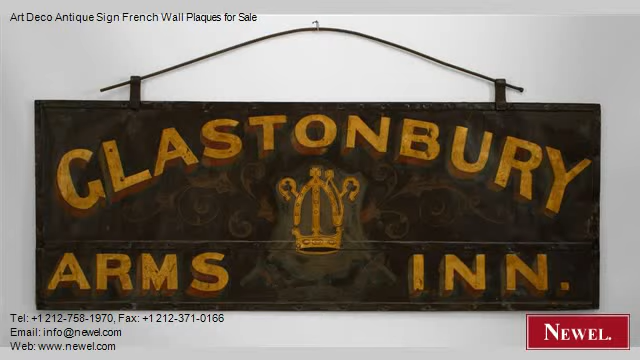 Art Deco Antique Sign French Wall Plaques for Sale
GLASTONBURY
ARMS INN.
Tel: +1 212-758-1970, Fax: +1 212-371-0166
Email: info@newel.com
Web: www.newel.com
NEWEL.